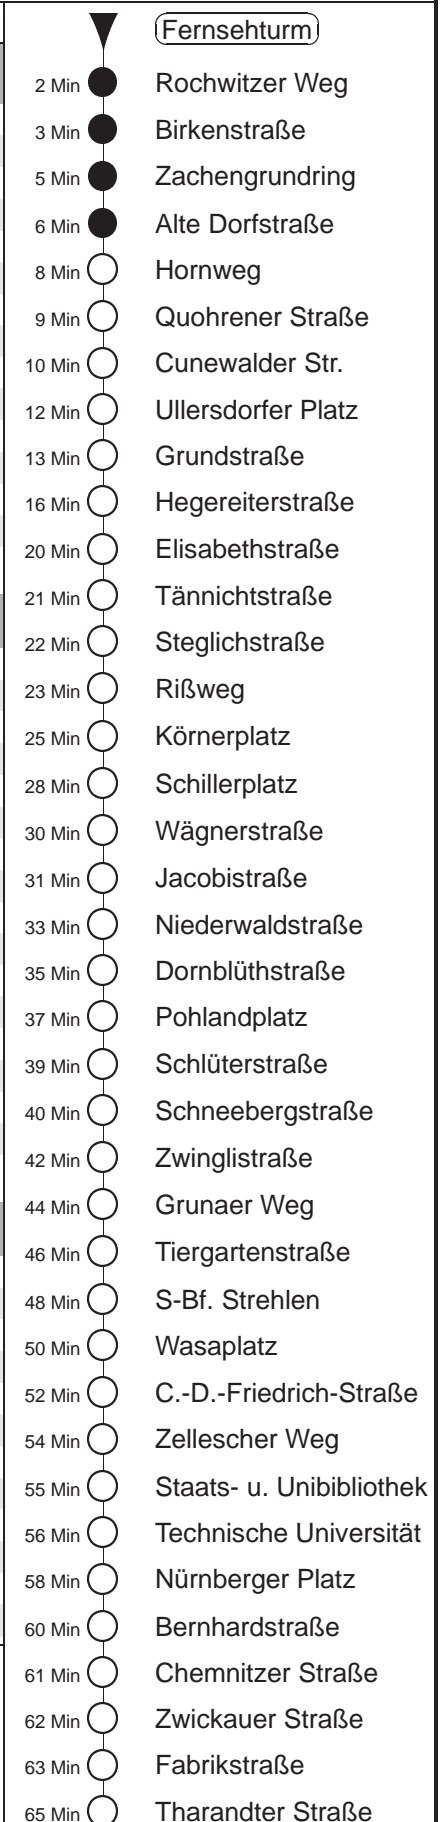 Fernsehturm
2 Min Rochwitzer Weg
3 Min Birkenstraße
5 Min Zachengrundring
6 Min Alte Dorfstraße
8 Min Hornweg
9 Min Quohrener Straße
10 Min Cunewalder Str.
12 Min Ullersdorfer Platz
13 Min Grundstraße
16 Min Hegereiterstraße
20 Min Elisabethstraße
21 Min Tännichtstraße
22 Min Steglichstraße
23 Min Rißweg
25 Min Körnerplatz
28 Min Schillerplatz
30 Min Wägnerstraße
31 Min Jacobistraße
33 Min Niederwaldstraße
35 Min Dornblüthstraße
37 Min Pohlandplatz
39 Min Schlüterstraße
40 Min Schneebergstraße
42 Min Zwinglistraße
44 Min Grunaer Weg
46 Min Tiergartenstraße
48 Min S-Bf. Strehlen
50 Min Wasaplatz
52 Min C.-D.-Friedrich-Straße
54 Min Zellescher Weg
55 Min Staats- u. Unibibliothek
56 Min Technische Universität
58 Min Nürnberger Platz
60 Min Bernhardstraße
61 Min Chemnitzer Straße
62 Min Zwickauer Straße
63 Min Fabrikstraße
65 Min Tharandter Straße